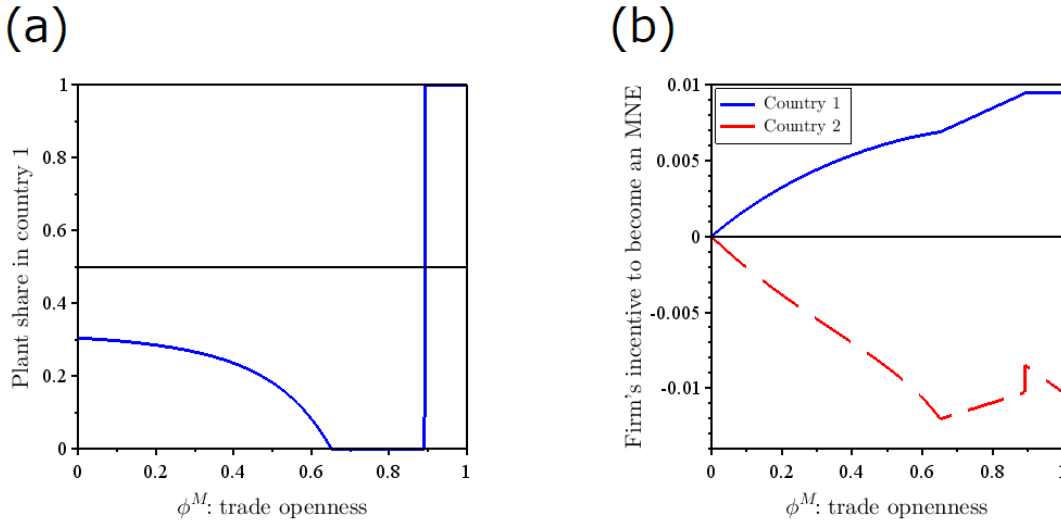 (a)
(b)
1
0.8
0.6
0.4
0.2
0
Plant share in country 1
0
0.2
0.4
0.6
0.8
1
ϕ^M: trade openness
0.01
0.005
0
-0.005
-0.01
Firm's incentive to become an MNE
Country 1
Country 2
0
0.2
0.4
0.6
0.8
1
ϕ^M: trade opnenness